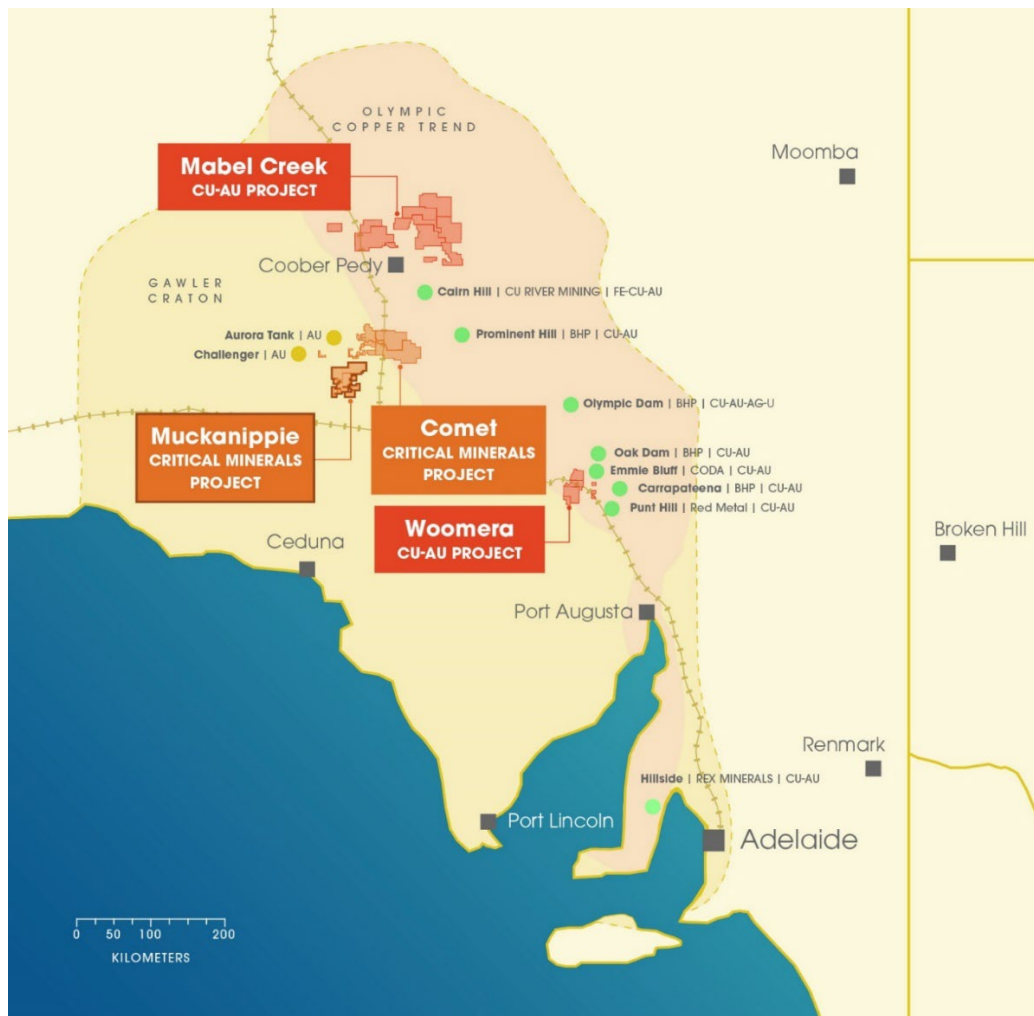 OLYMPIC
COPPER TREND
Moomba
Mabel Creek
CU-AU PROJECT
Coober Pedy
GAWLER
CRATON
Cairn Hill | CU RIVER MINING | FE-CU-AU
Aurora Tank | AU
Prominent Hill | BHP | CU-AU
Challenger | AU
Olympic Dam | BHP | CU-AU-AG-U
Muckanippie
CRITICAL MINERALS
PROJECT
Comet
CRITICAL MINERALS
PROJECT
Oak Dam | BHP | CU-AU
Emmie Bluff | CODA | CU-AU
Carrapateena | BHP | CU-AU
Punt Hill | Red Metal | CU-AU
Woomera
CU-AU PROJECT
Broken Hill
Ceduna
Port Augusta
Renmark
Hillside | REX MINERALS | CU-AU
Port Lincoln
Adelaide
0 50 100 200
KILOMETERS